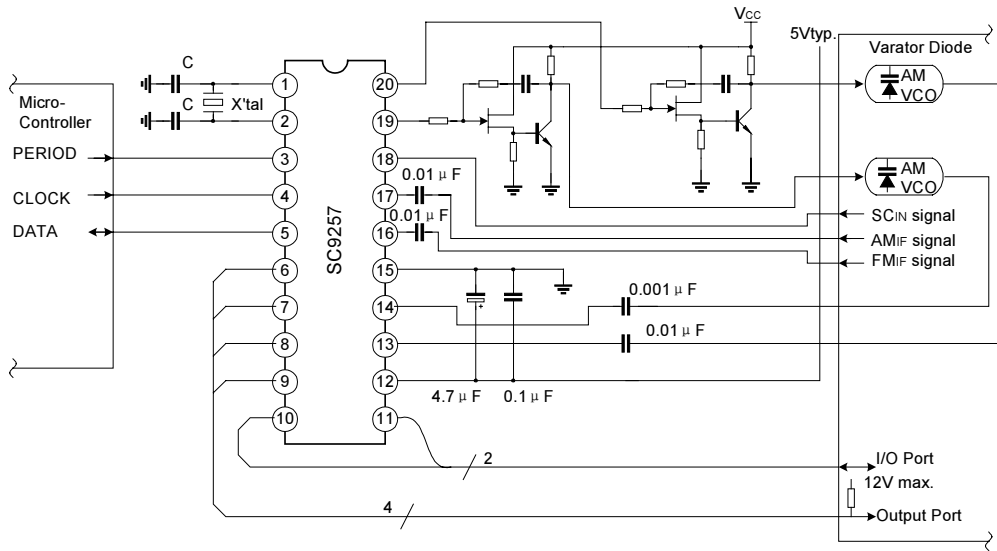 VCC
5Vtyp.
Varator Diode
C
C
X'tal
Micro-
Controller
PERIOD
CLOCK
DATA
SC9257
1
2
3
4
5
6
7
8
9
10
20
19
18
17
16
15
14
13
12
11
0.01 μ F
0.01 μ F
AM
VCO
AM
VCO
SCIN signal
AMIF signal
FMIF signal
0.001 μ F
0.01 μ F
+
4.7 μ F
0.1 μ F
2
I/O Port
12V max.
4
Output Port